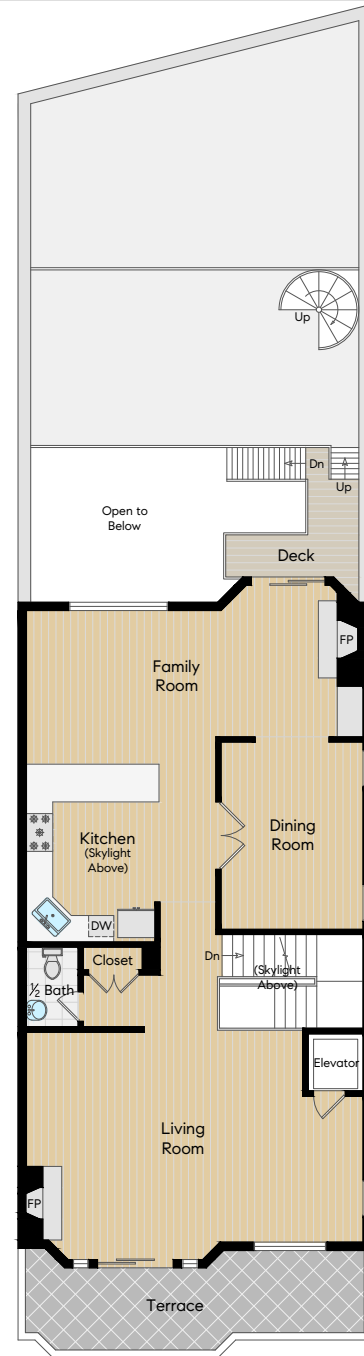 Up
Dn
Up
Open to
Below
Deck
FP
Family
Room
Dining
Room
Kitchen
(Skylight
Above)
DW
Dn
(Skylight
Above)
Closet
½ Bath
Elevator
Living
Room
FP
Terrace